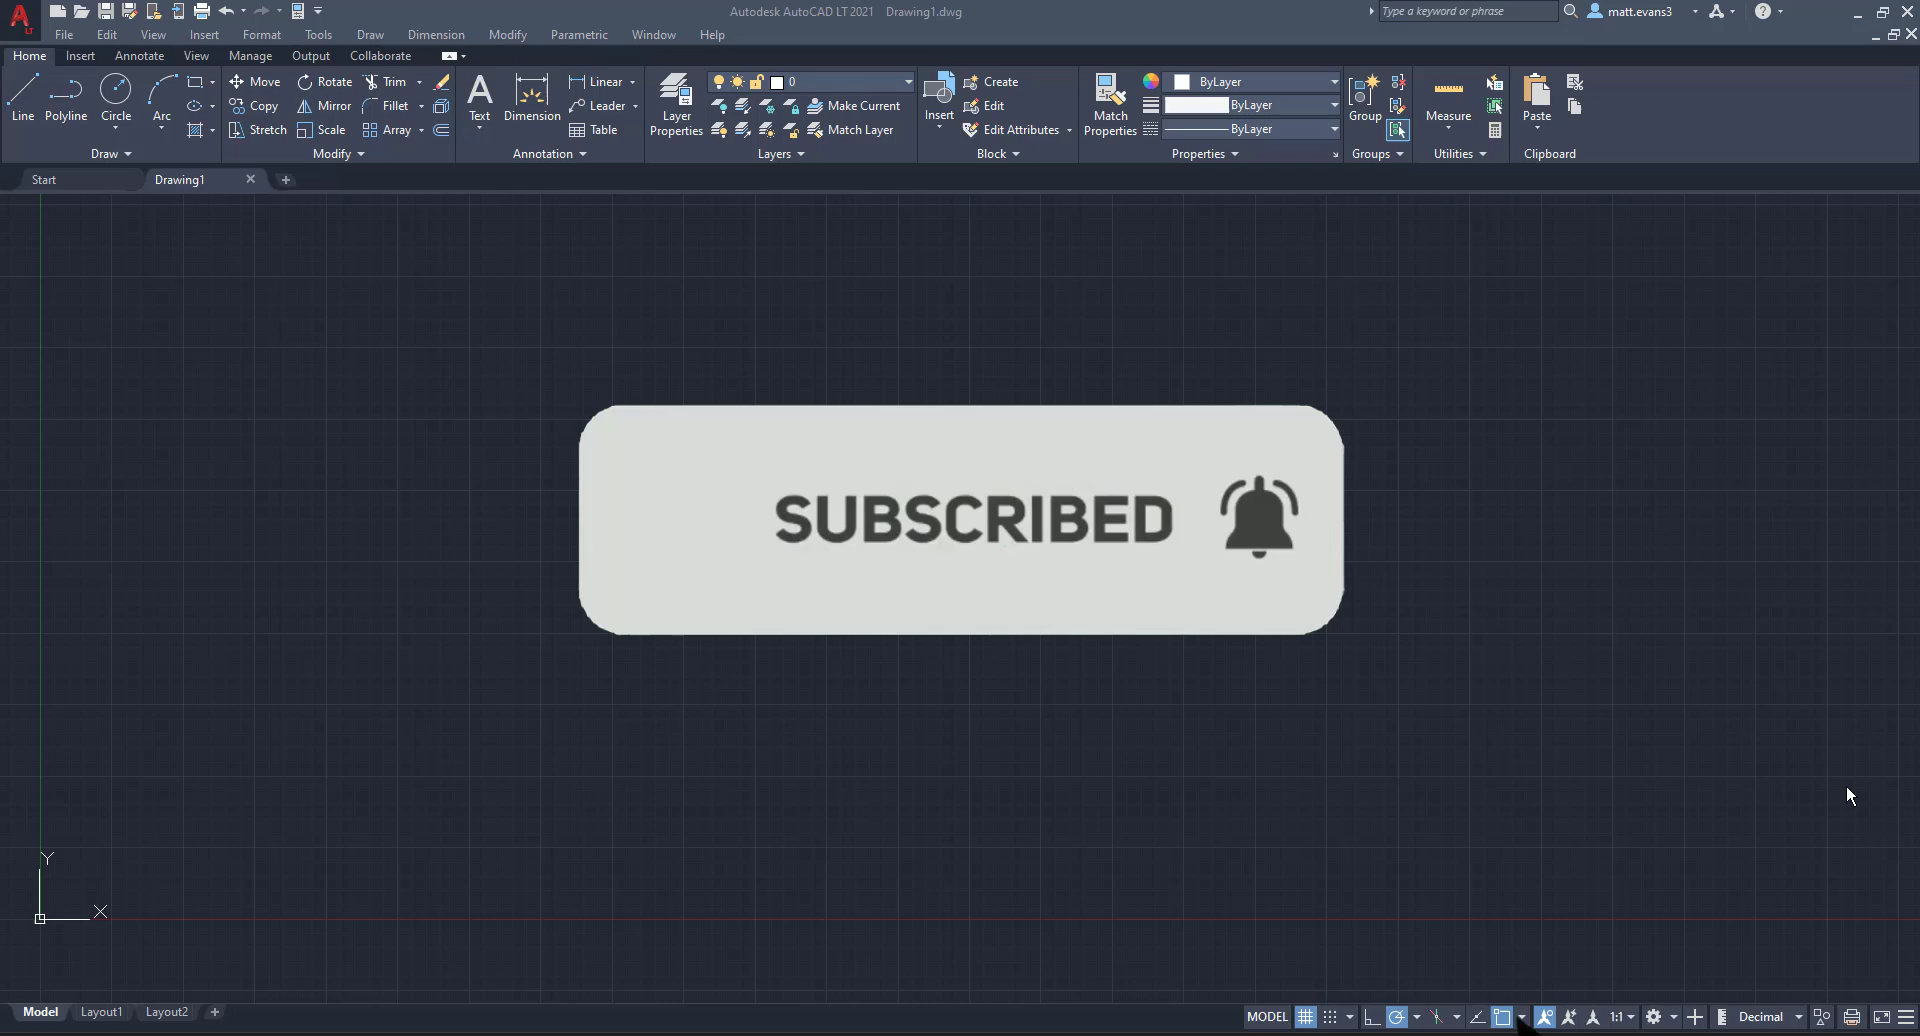 Autodesk AutoCAD LT 2021 Drawing1.dwg Type a keyword or phrase matt.evans3
File Edit View Insert Format Tools Draw Dimension Modify Parametric Window Help
Home Insert Annotate View Manage Output Collaborate
Move Rotate Trim Linear 0 Create ByLayer
Line Polyline Circle Arc Copy Mirror Fillet Text Dimension Leader Layer Properties Make Current Insert Edit Match Properties ByLayer Group Measure Paste
Stretch Scale Array Table Match Layer Edit Attributes ByLayer
Draw Modify Annotation Layers Block Properties Groups Utilities Clipboard
Start Drawing1
SUBSCRIBED
Y
X
Model Layout1 Layout2 MODEL 1:1 Decimal